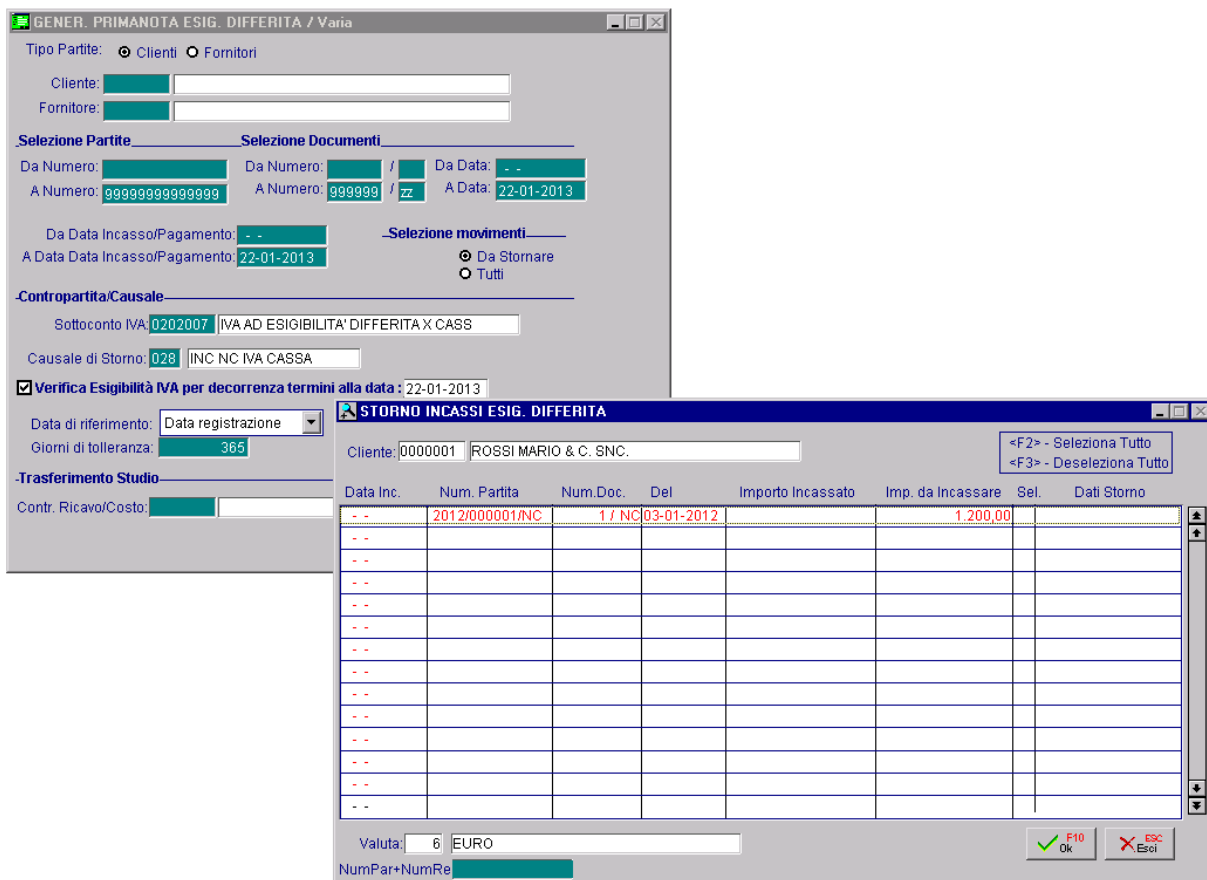 GENER. PRIMANOTA ESIG. DIFFERITA / Varia
Tipo Partite: Clienti Fornitori
Cliente:
Fornitore:
Selezione Partite Selezione Documenti
Da Numero: Da Numero: / Da Data: - -
A Numero: 99999999999999 A Numero: 999999 / zz A Data: 22-01-2013
Da Data Incasso/Pagamento: - - Selezione movimenti
A Data Data Incasso/Pagamento: 22-01-2013 Da Stornare
Tutti
Contropartita/Causale
Sottoconto IVA: 0202007 IVA AD ESIGIBILITA' DIFFERITA X CASS
Causale di Storno: 028 INC NC IVA CASSA
Verifica Esigibilità IVA per decorrenza termini alla data : 22-01-2013
Data di riferimento: Data registrazione
Giorni di tolleranza: 365
Trasferimento Studio
Contr. Ricavo/Costo:
STORNO INCASSI ESIG. DIFFERITA
Cliente: 0000001 ROSSI MARIO & C. SNC.
<F2> - Seleziona Tutto
<F3> - Deseleziona Tutto
Data Inc. Num. Partita Num.Doc. Del Importo Incassato Imp. da Incassare Sel. Dati Storno
- - 2012/000001/NC 1 / NC 03-01-2012 1.200,00
- -
- -
- -
- -
- -
- -
- -
- -
- -
- -
- -
- -
- -
Valuta: 6 EURO
F10 Ok
ESC Esci
NumPar+NumRe